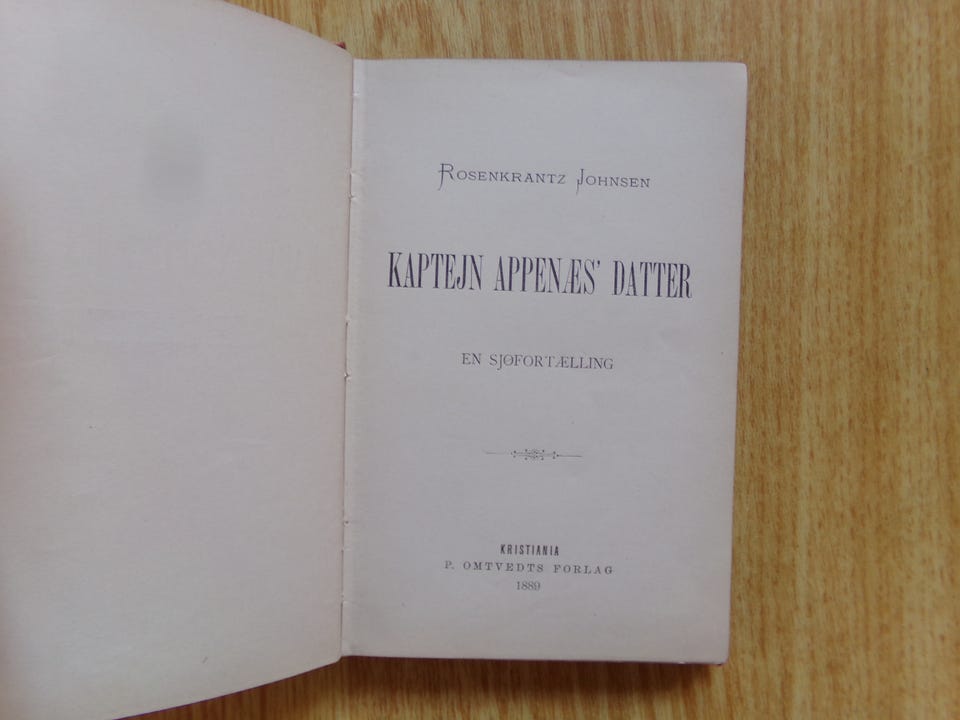 ROSENKRANTZ JOHNSEN
KAPTEJN APPENÆS' DATTER
EN SJØFORTÆLLING
KRISTIANIA
P. OMTVEDTS FORLAG
1889